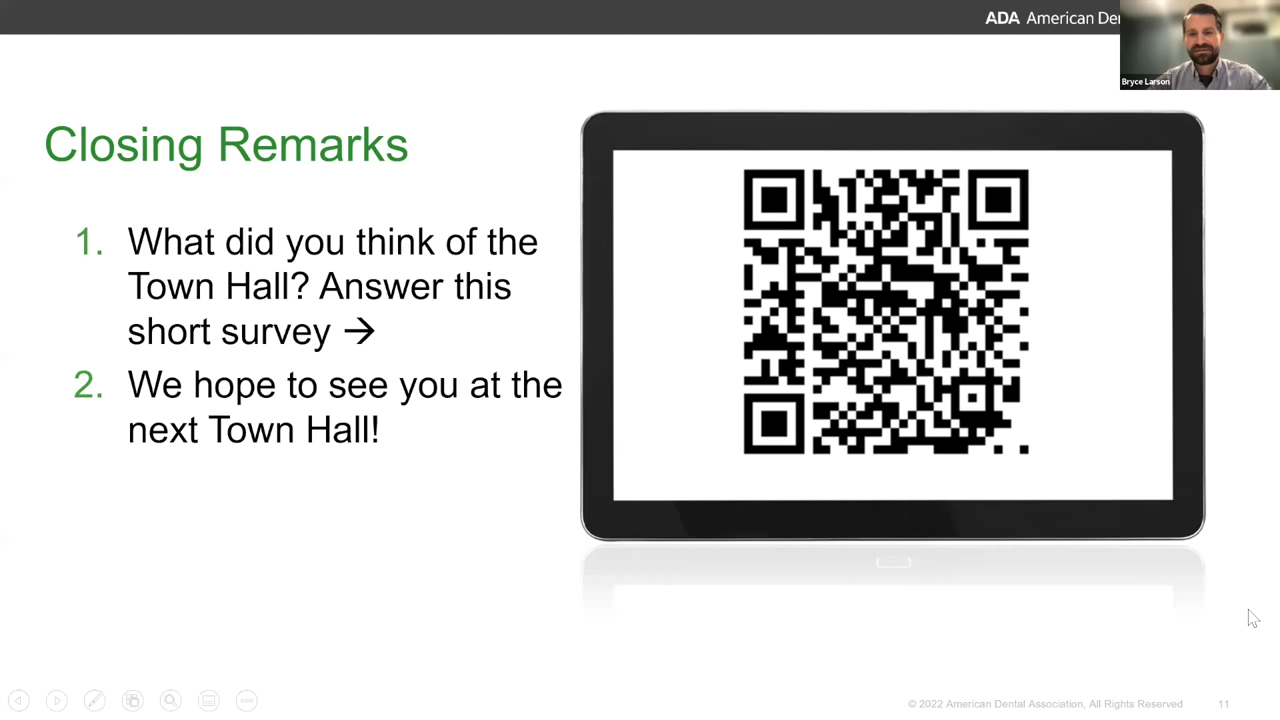 ADA American De
Bryce Larson
Closing Remarks
1. What did you think of the
Town Hall? Answer this
short survey →
2. We hope to see you at the
next Town Hall!
© 2022 American Dental Association, All Rights Reserved
11